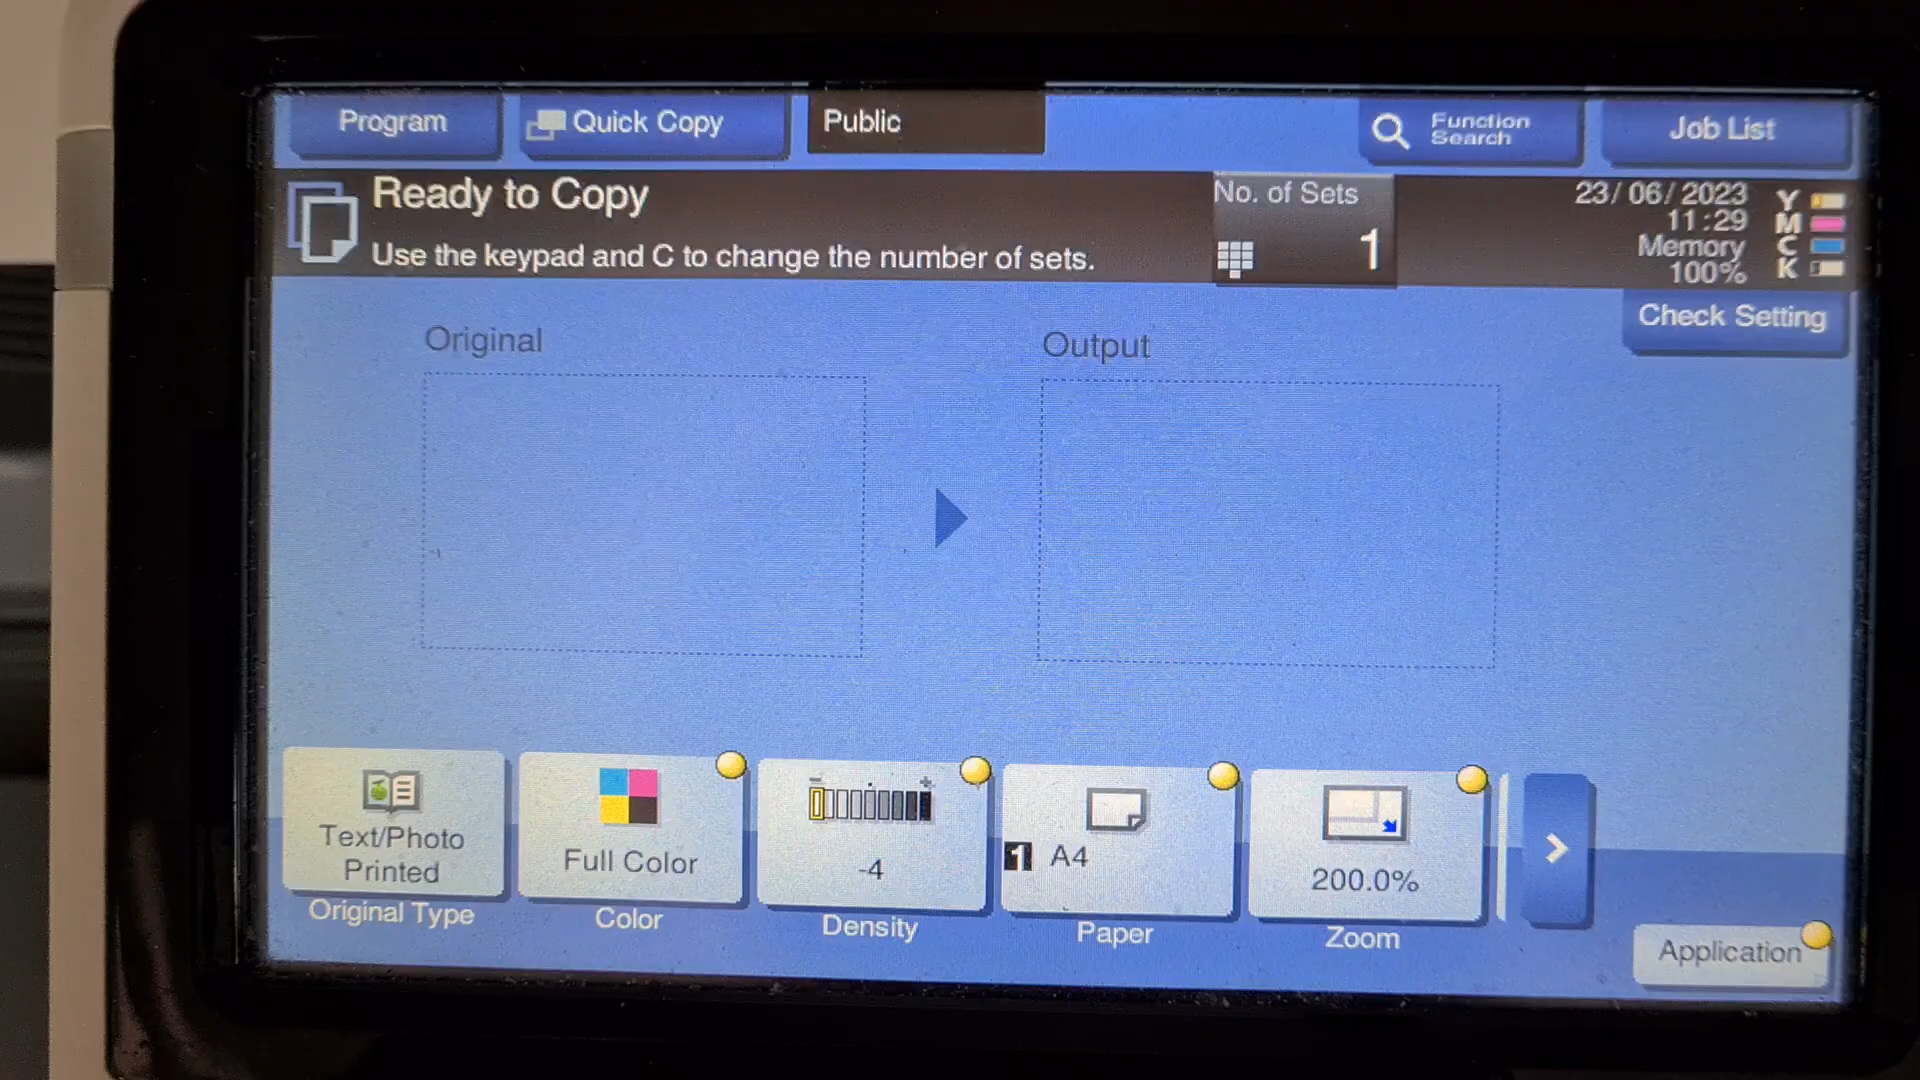 Program
Quick Copy
Public
Function
Search
Job List
Ready to Copy
Use the keypad and C to change the number of sets.
No. of Sets
1
23/06/2023
11:29
Memory
100%
Y
M
C
K
Check Setting
Original
Output
Text/Photo
Printed
Original Type
Full Color
Color
- +
-4
Density
1 A4
Paper
200.0%
Zoom
Application